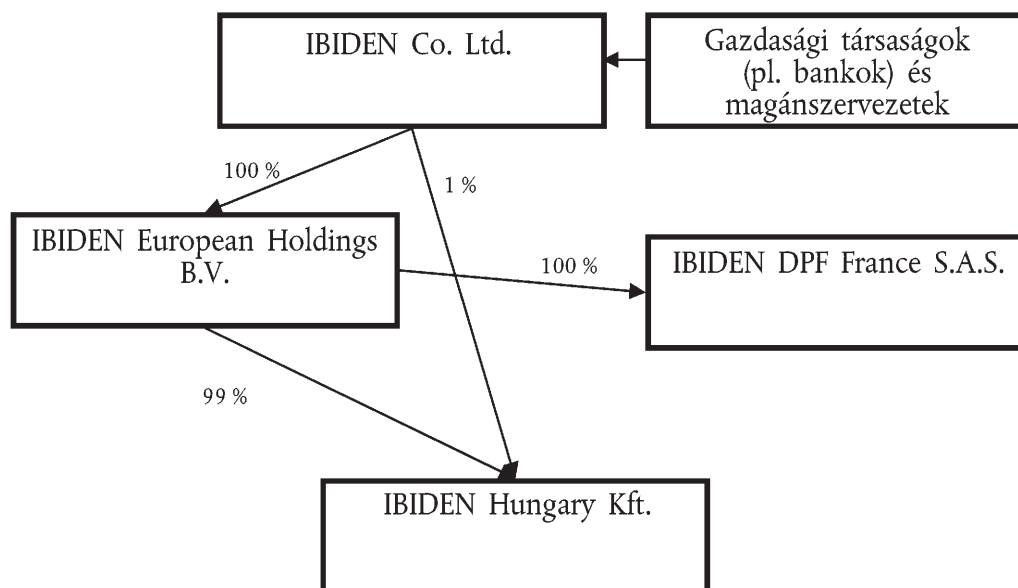 IBIDEN Co. Ltd.
Gazdasági társaságok
(pl. bankok) és
magánszervezetek
100 %
1 %
IBIDEN European Holdings
B.V.
100 %
IBIDEN DPF France S.A.S.
99 %
IBIDEN Hungary Kft.